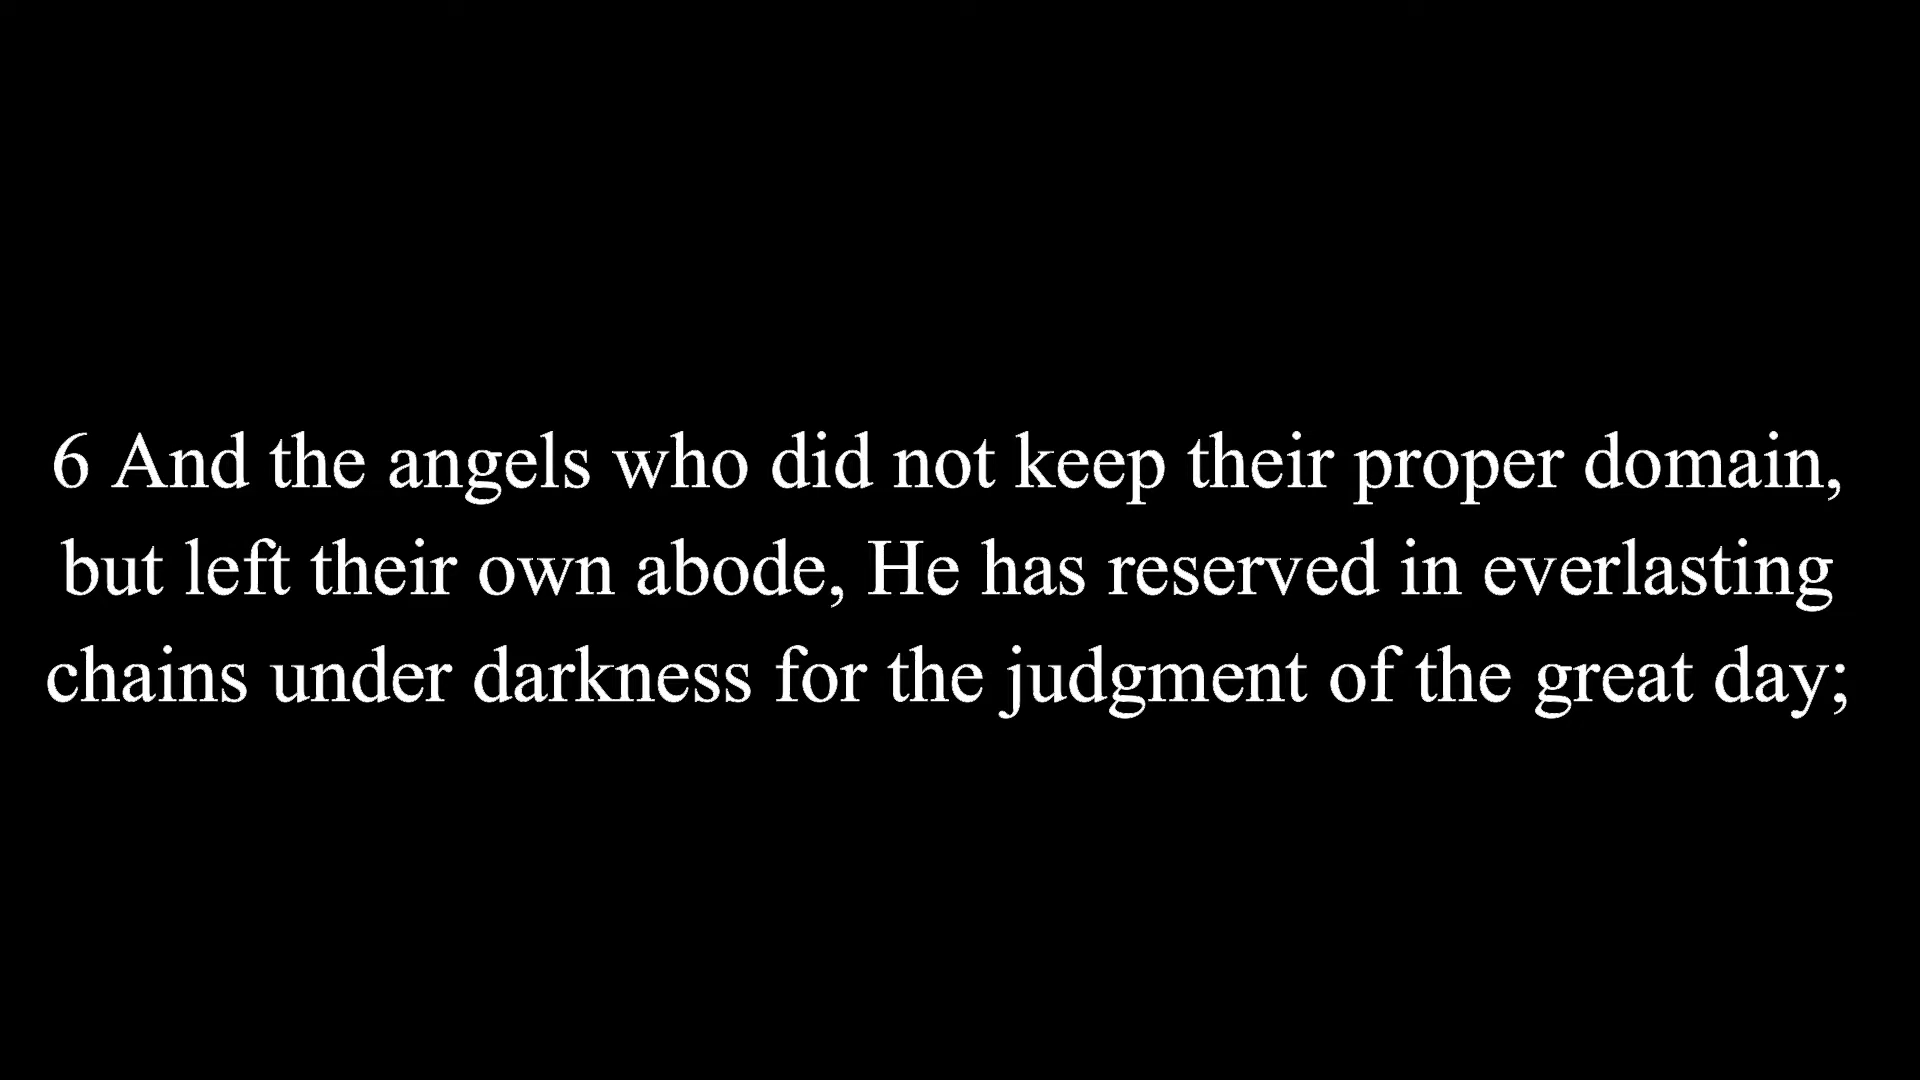 6 And the angels who did not keep their proper domain,
but left their own abode, He has reserved in everlasting
chains under darkness for the judgment of the great day;